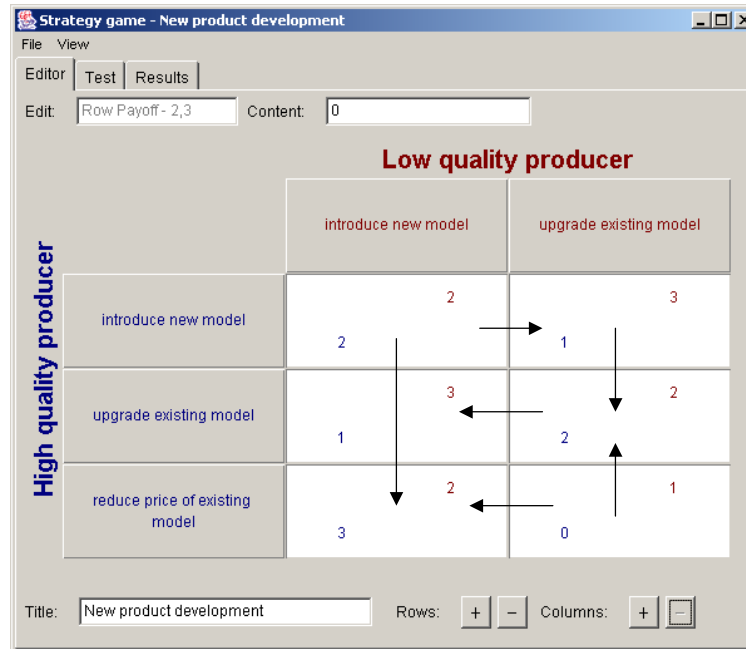 Strategy game - New product development
File View
Editor Test Results
Edit: Row Payoff - 2,3 Content: 0
Low quality producer
introduce new model upgrade existing model
High quality producer
introduce new model 2 2 3 1
upgrade existing model 3 1 2 2
reduce price of existing
model
2 3 1 0
Title: New product development Rows: + - Columns: + -